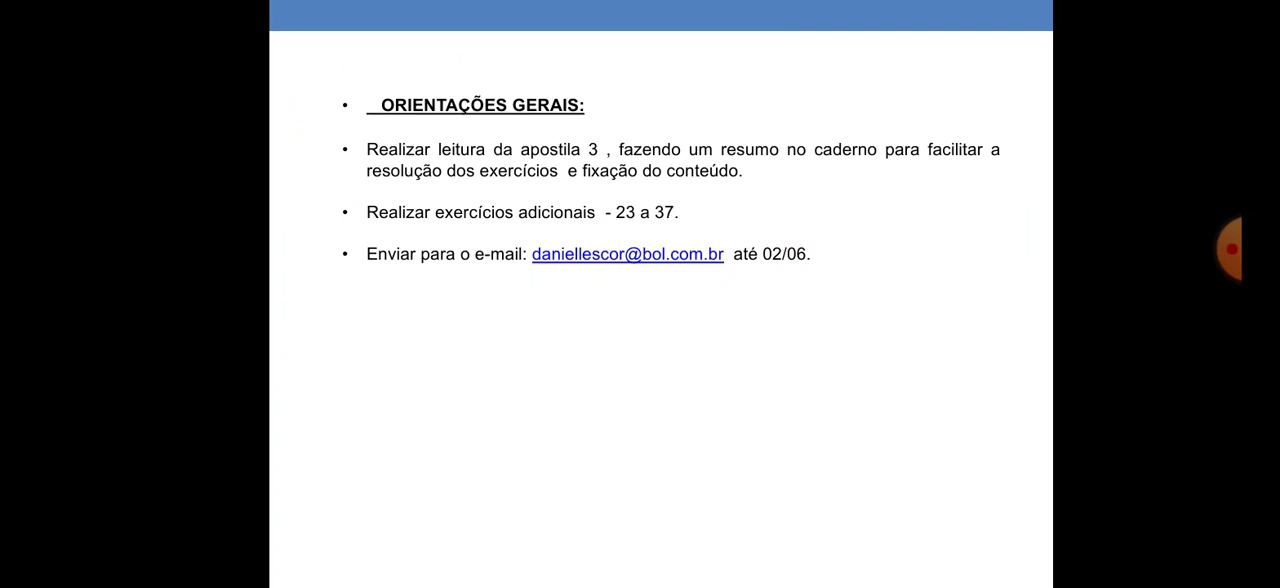 • ORIENTAÇÕES GERAIS:
• Realizar leitura da apostila 3 , fazendo um resumo no caderno para facilitar a
resolução dos exercícios e fixação do conteúdo.
• Realizar exercícios adicionais - 23 a 37.
• Enviar para o e-mail: daniellescor@bol.com.br até 02/06.